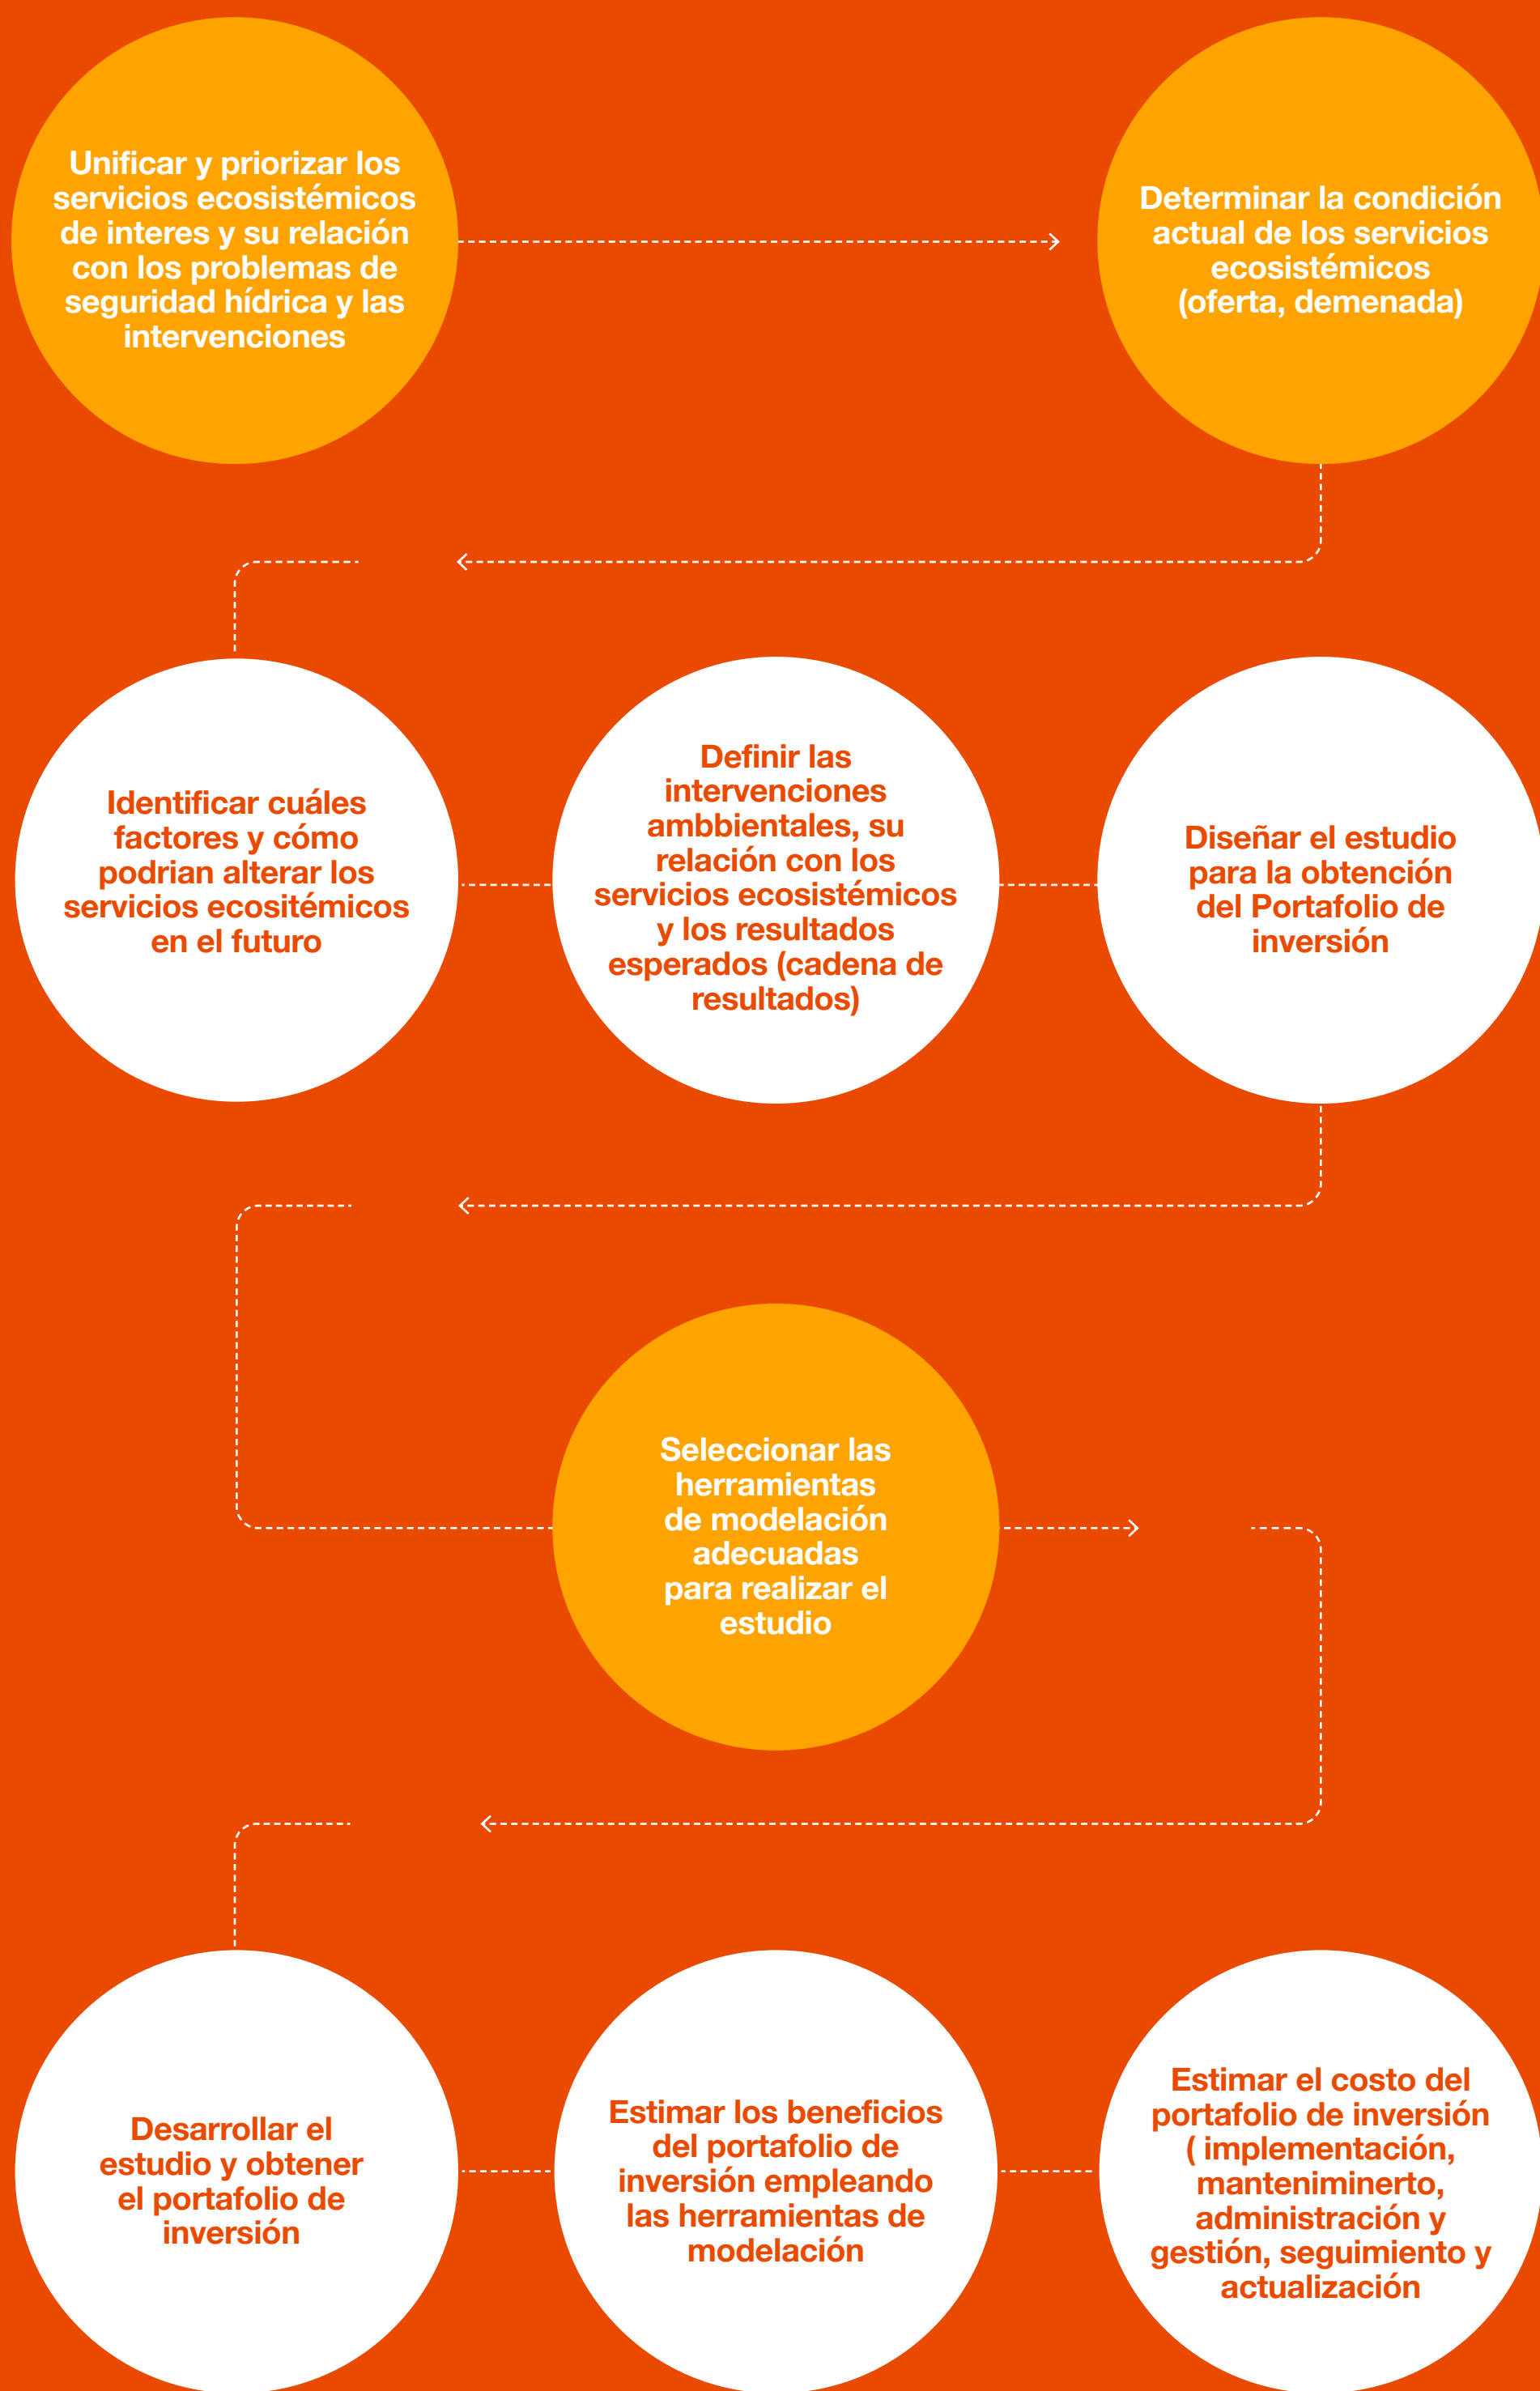 Unificar y priorizar los
servicios ecosistémicos
de interes y su relación
con los problemas de
seguridad hídrica y las
intervenciones
Determinar la condición
actual de los servicios
ecosistémicos
(oferta, demenada)
Identificar cuáles
factores y cómo
podrian alterar los
servicios ecositémicos
en el futuro
Definir las
intervenciones
ambbientales, su
relación con los
servicios ecosistémicos
y los resultados
esperados (cadena de
resultados)
Diseñar el estudio
para la obtención
del Portafolio de
inversión
Seleccionar las
herramientas
de modelación
adecuadas
para realizar el
estudio
Desarrollar el
estudio y obtener
el portafolio de
inversión
Estimar los beneficios
del portafolio de
inversión empleando
las herramientas de
modelación
Estimar el costo del
portafolio de inversión
( implementación,
manteniminerto,
administración y
gestión, seguimiento y
actualización